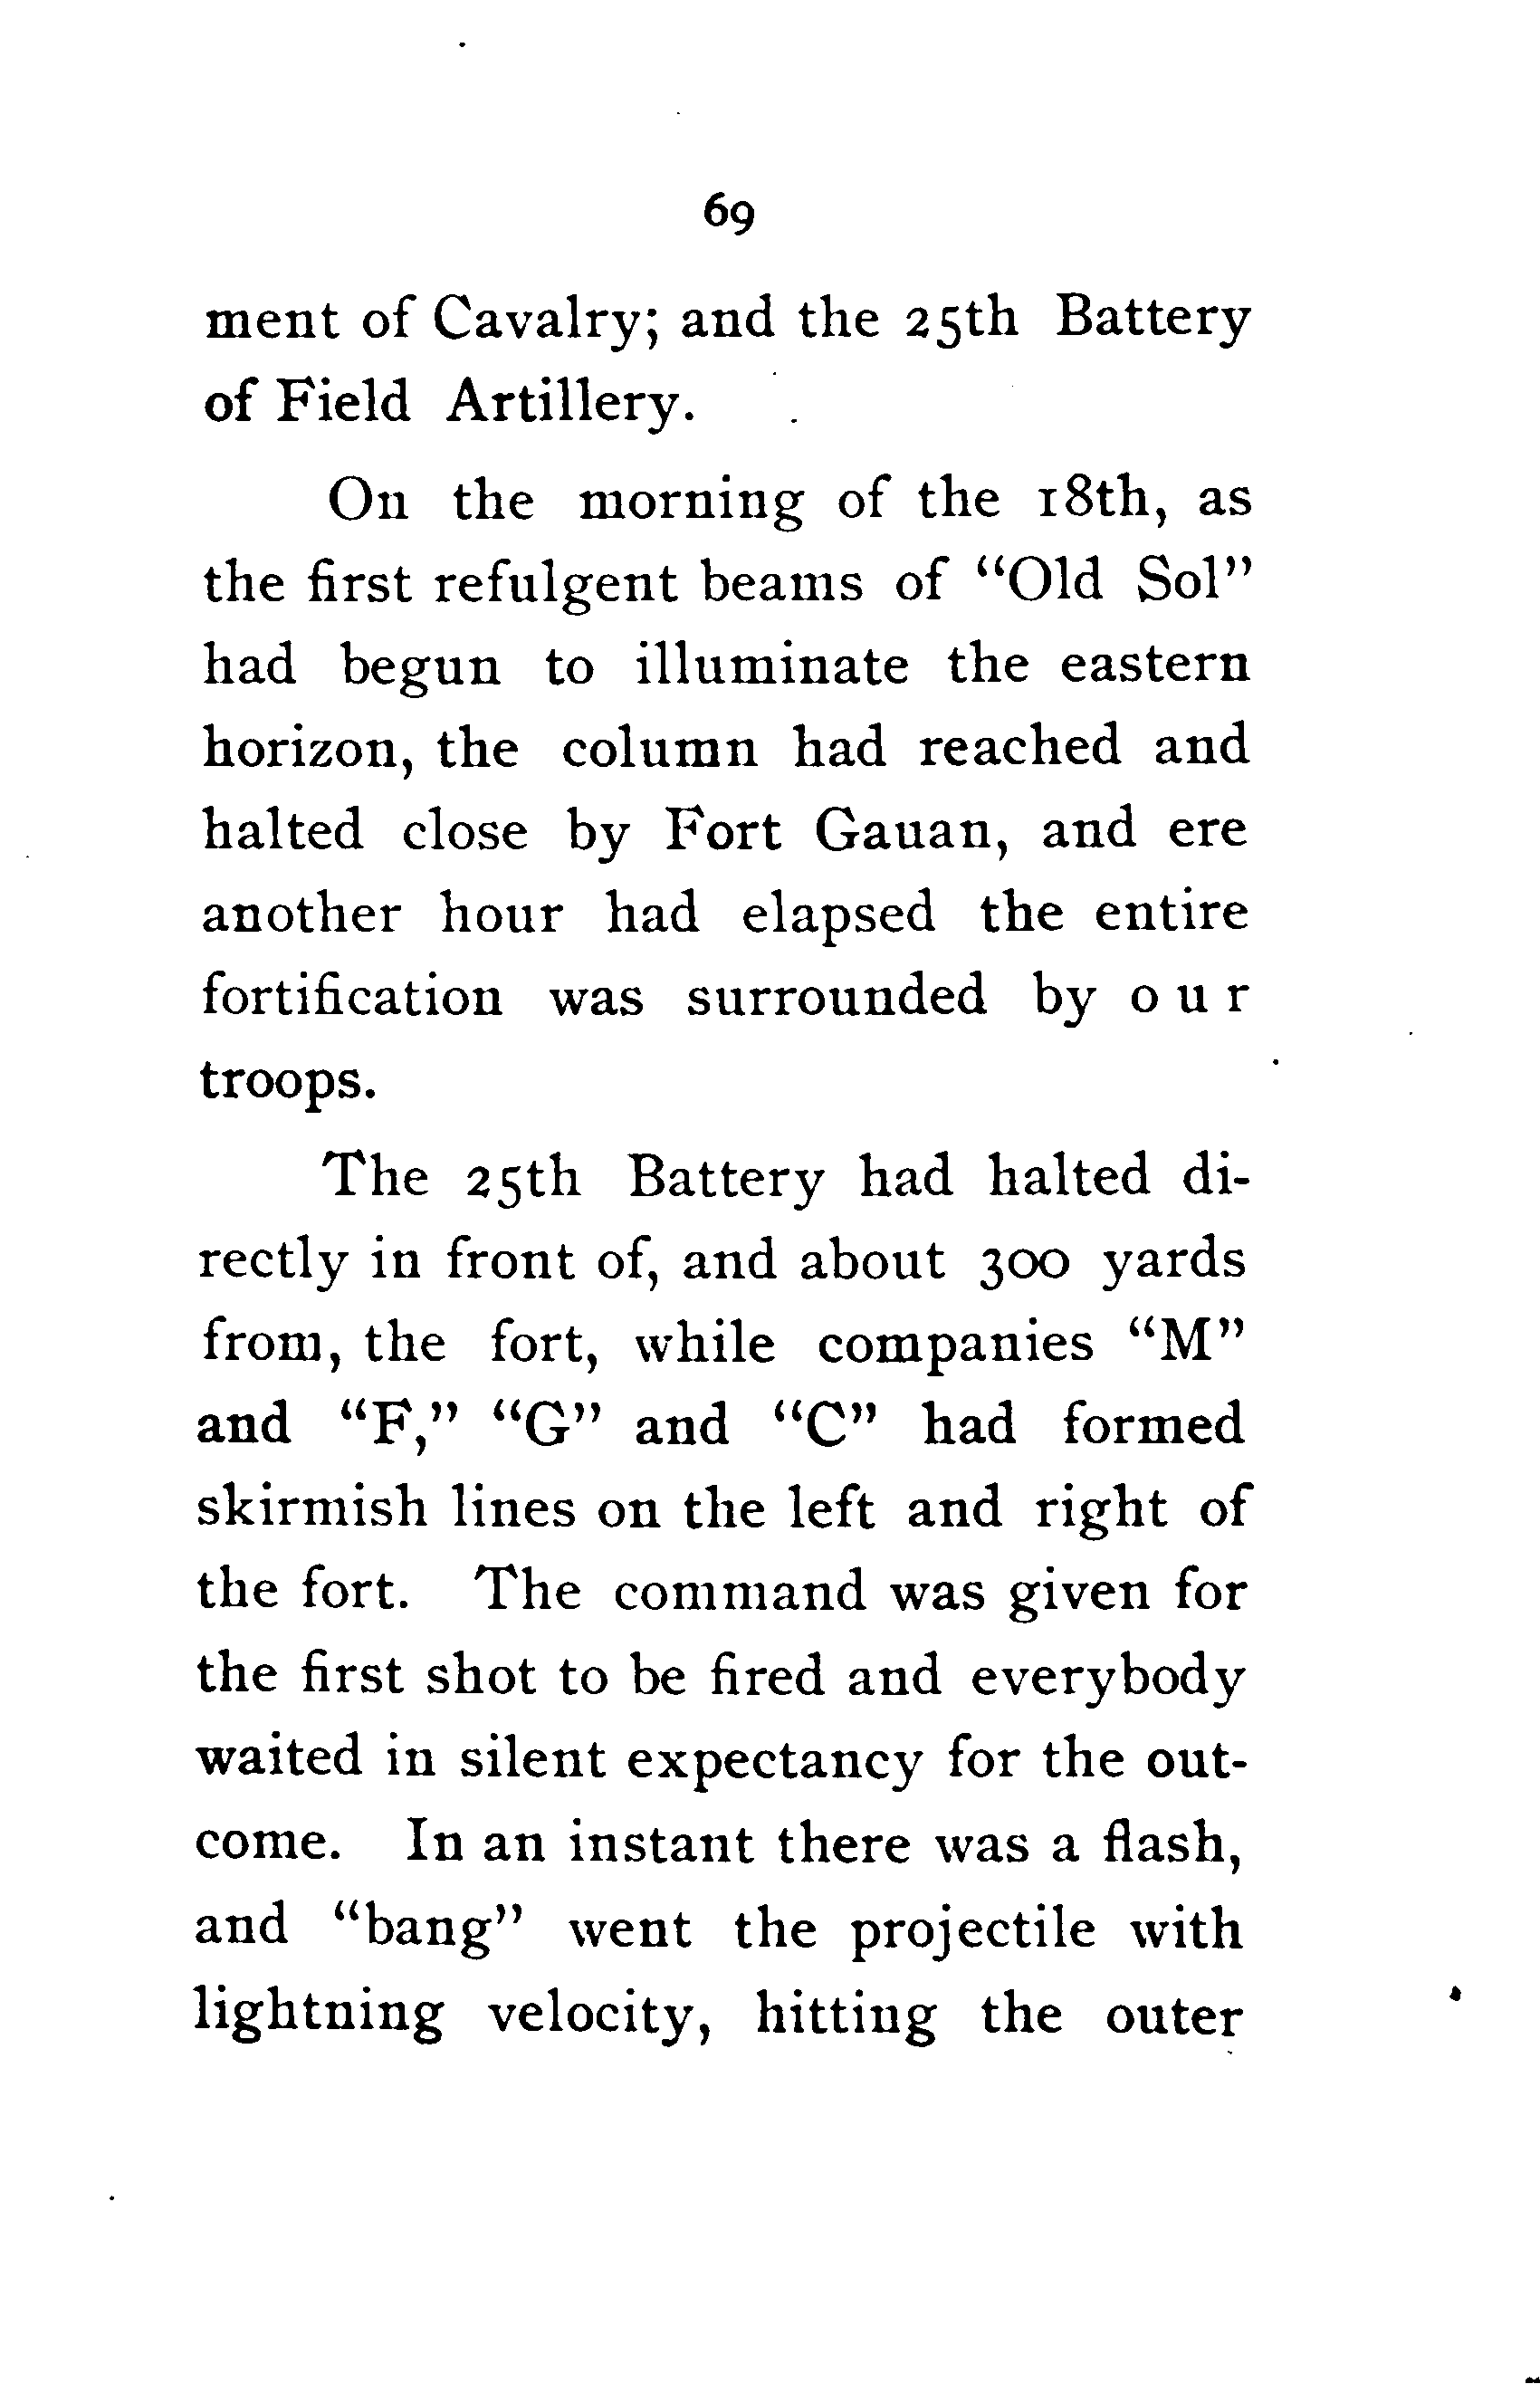 69
ment of Cavalry; and the 25th Battery
of Field Artillery.
On the morning of the 18th, as
the first refulgent beams of “Old Sol”
had begun to illuminate the eastern
horizon, the column had reached and
halted close by Fort Gauan, and ere
another hour had elapsed the entire
fortification was surrounded by our
troops.
The 25th Battery had halted di-
rectly in front of, and about 300 yards
from, the fort, while companies “M”
and “F,” “G” and “C” had formed
skirmish lines on the left and right of
the fort. The command was given for
the first shot to be fired and everybody
waited in silent expectancy for the out-
come. In an instant there was a flash,
and “bang” went the projectile with
lightning velocity, hitting the outer